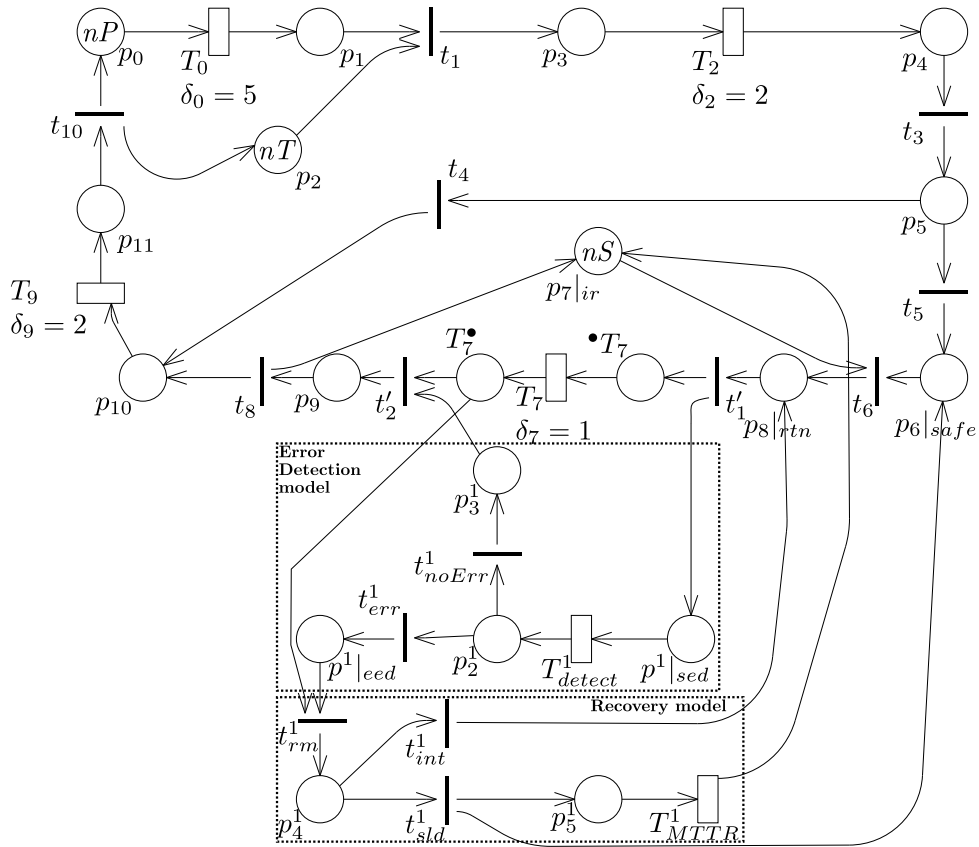 nP
p₀
T₀
δ₀ = 5
p₁
t₁
p₃
T₂
δ₂ = 2
p₄
t₁₀
nT
p₂
t₃
t₄
p₅
p₁₁
nS
p₇|ᵢᵣ
T₉
δ₉ = 2
t₅
T₇•
•T₇
p₁₀
t₈
p₉
t′₂
T₇
δ₇ = 1
t′₁
p₈|rtn
t₆
p₆|safe
Error
Detection
model
p¹₃
t¹noErr
t¹err
p¹|eed
p¹₂
T¹detect
p¹|sed
Recovery model
t¹rm
t¹int
p¹₄
t¹sld
p¹₅
T¹MTTR